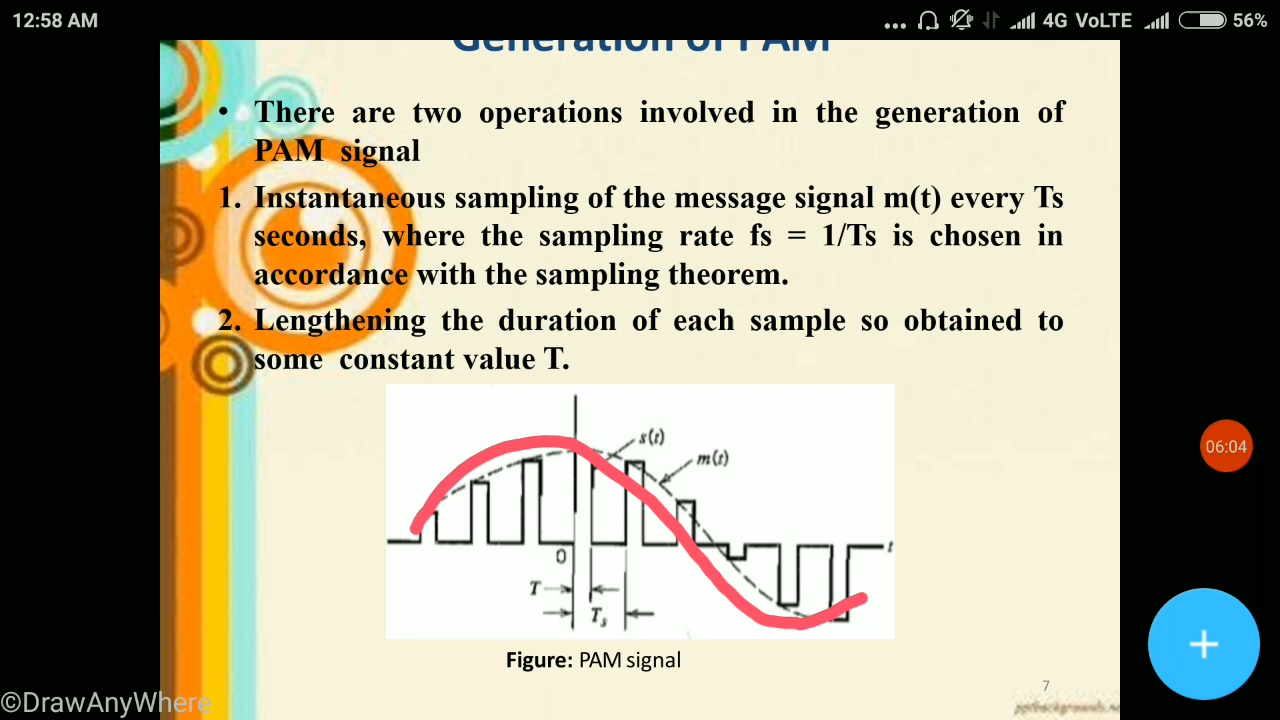 12:58 AM
4G VoLTE
56%
Generation of PAM
• There are two operations involved in the generation of
PAM signal
1. Instantaneous sampling of the message signal m(t) every Ts
seconds, where the sampling rate fs = 1/Ts is chosen in
accordance with the sampling theorem.
2. Lengthening the duration of each sample so obtained to
some constant value T.
s(t)
m(t)
0
t
T
Ts
06:04
Figure: PAM signal
7
©DrawAnyWhere